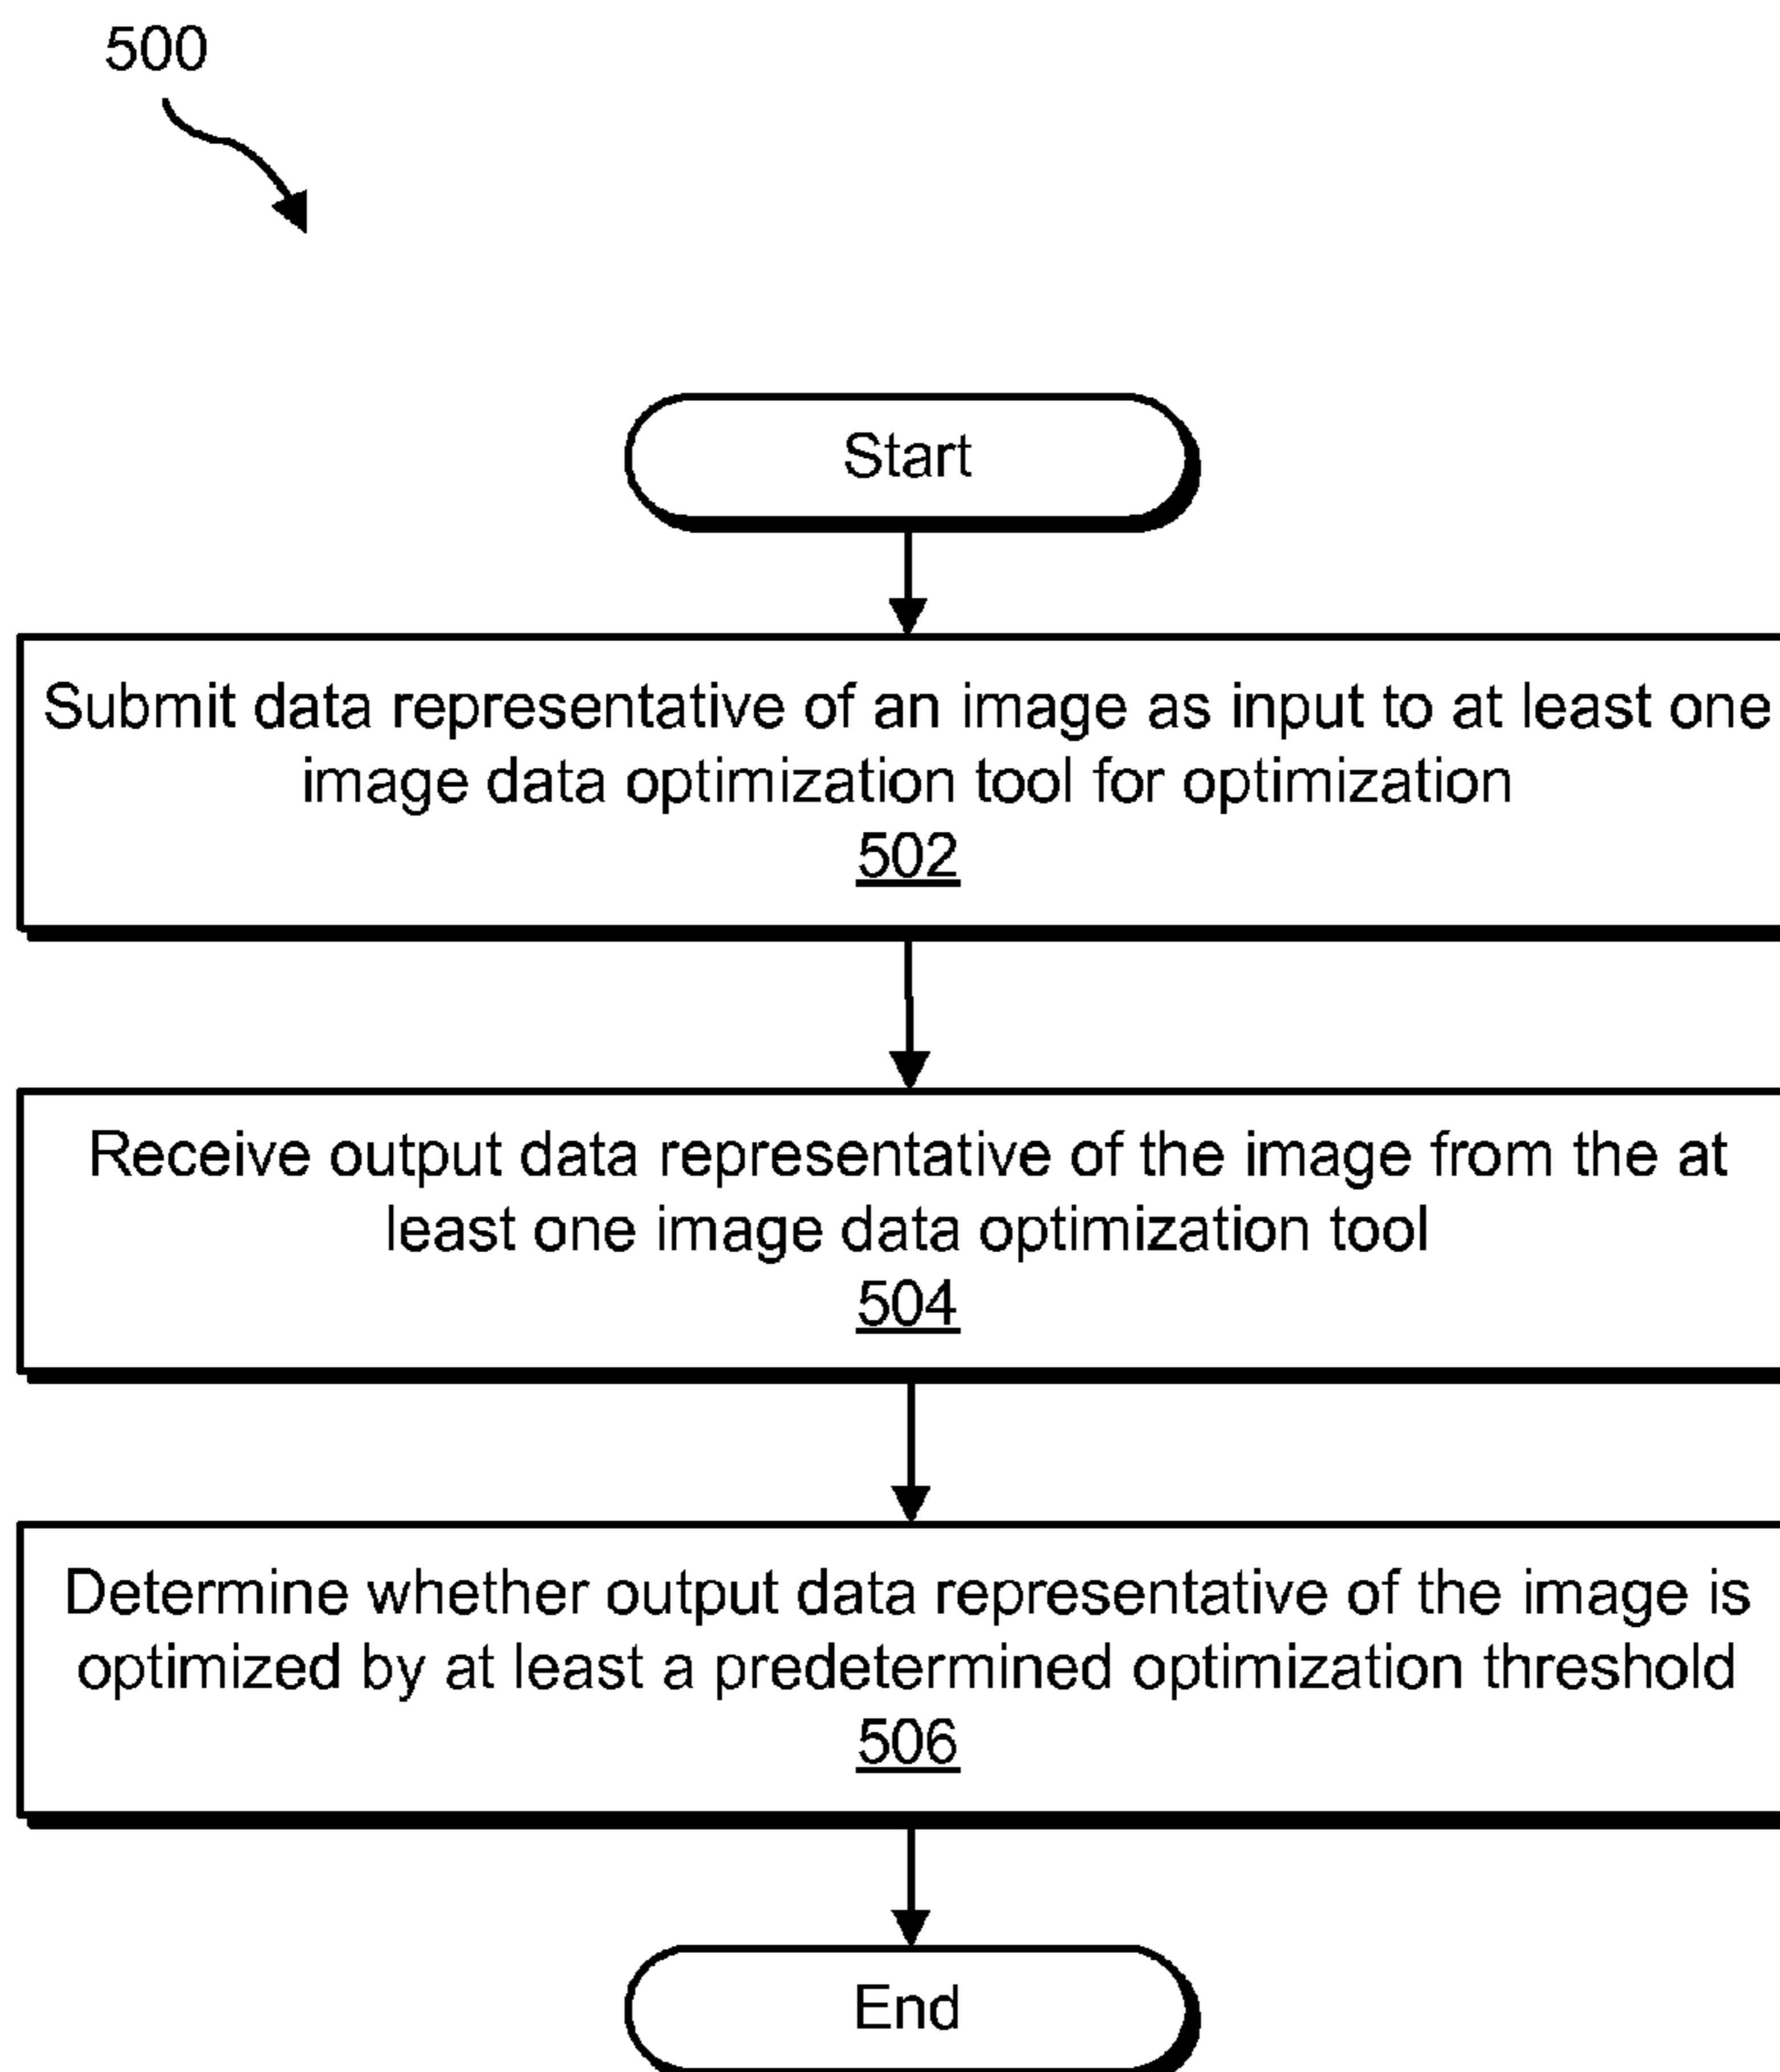 500
Start
Submit data representative of an image as input to at least one
image data optimization tool for optimization
502
Receive output data representative of the image from the at
least one image data optimization tool
504
Determine whether output data representative of the image is
optimized by at least a predetermined optimization threshold
506
End